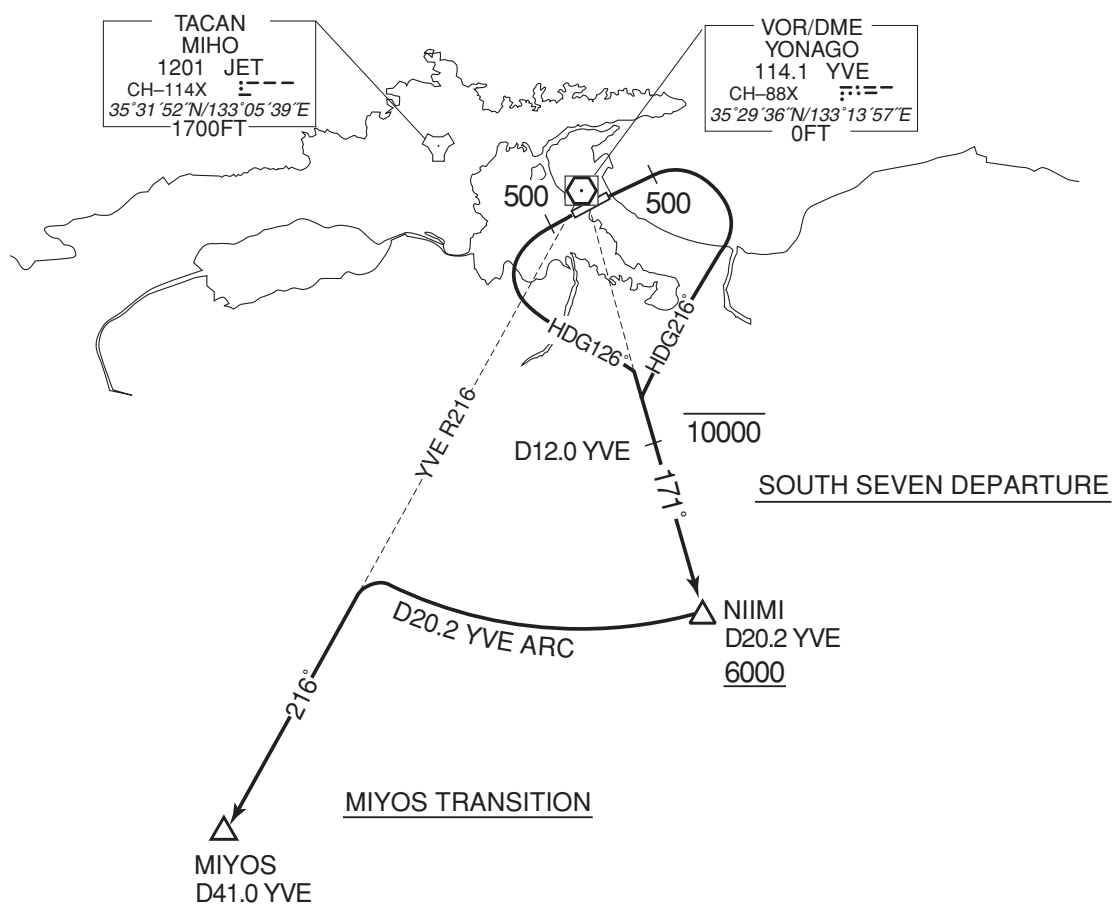 TACAN
MIHO
1201 JET
CH–114X
35°31´52˝N/133°05´39˝E
1700FT
VOR/DME
YONAGO
114.1 YVE
CH–88X
35°29´36˝N/133°13´57˝E
0FT
500
500
HDG126°
HDG216°
YVE R216
10000
D12.0 YVE
171°
SOUTH SEVEN DEPARTURE
NIIMI
D20.2 YVE
6000
D20.2 YVE ARC
216°
MIYOS TRANSITION
MIYOS
D41.0 YVE